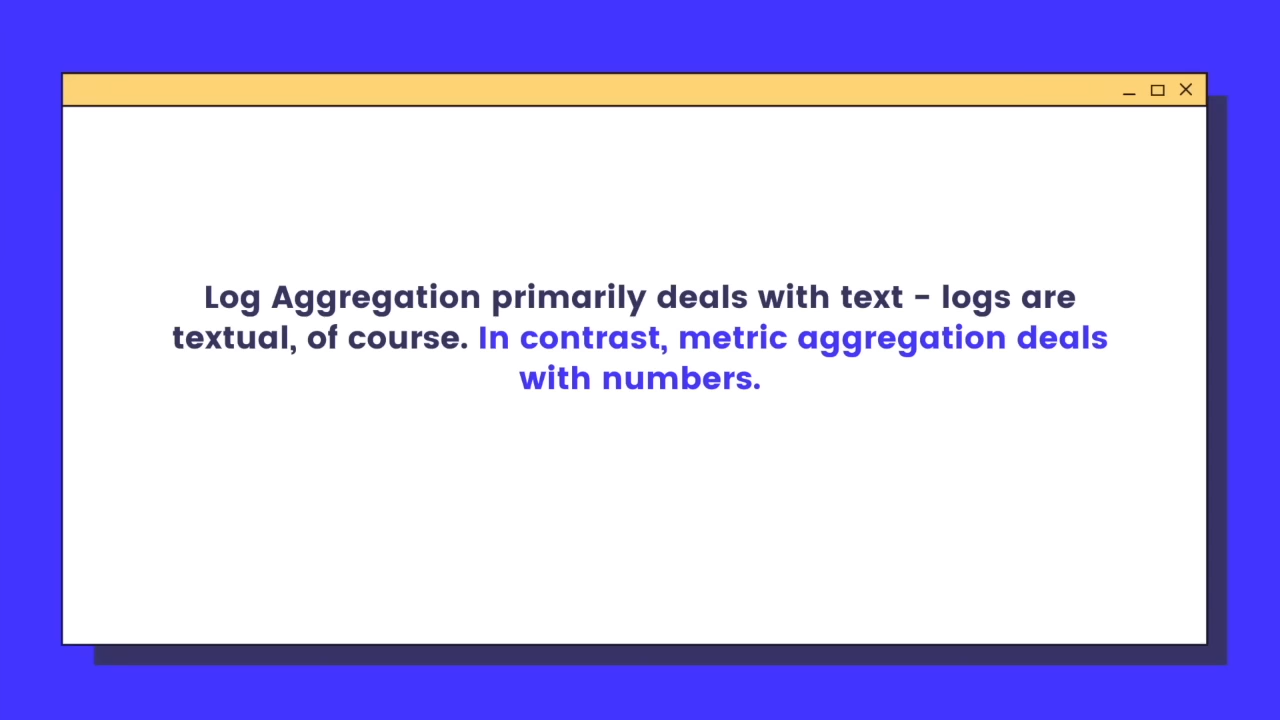 Log Aggregation primarily deals with text - logs are
textual, of course. In contrast, metric aggregation deals
with numbers.